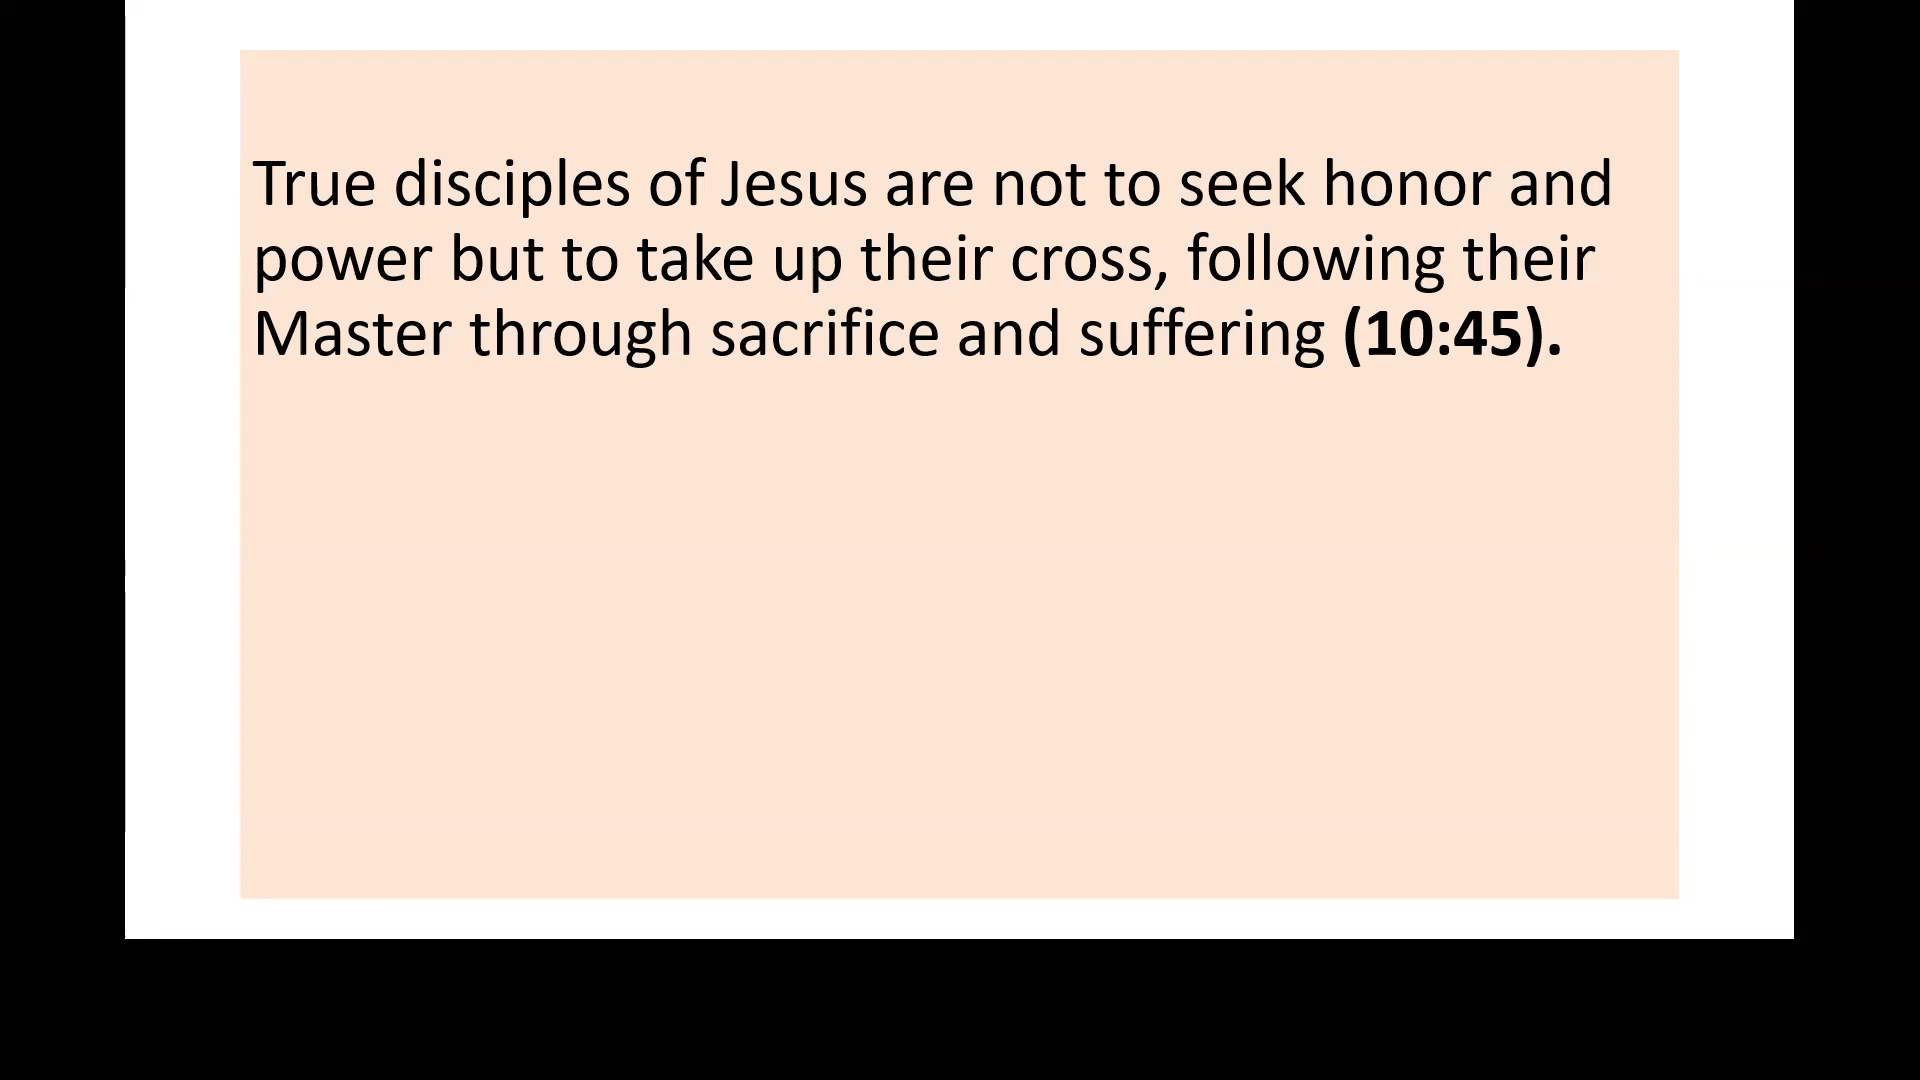 True disciples of Jesus are not to seek honor and
power but to take up their cross, following their
Master through sacrifice and suffering (10:45).